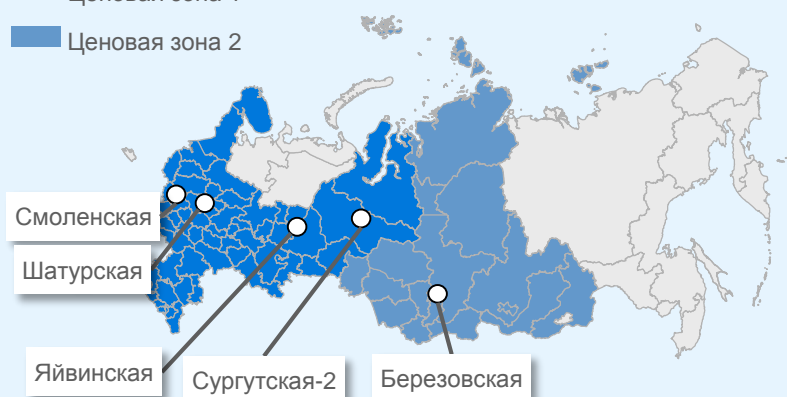 Ценовая зона 2
Смоленская
Шатурская
Яйвинская
Сургутская-2
Березовская